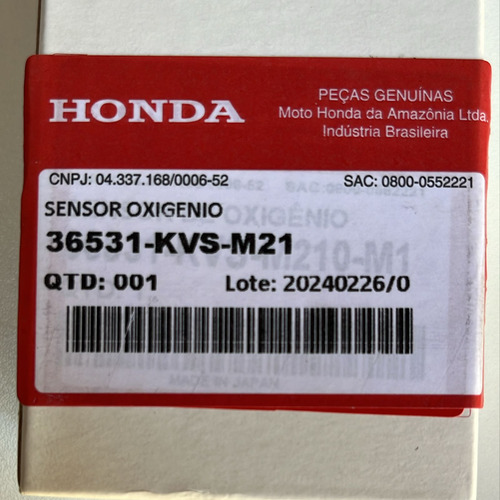 HONDA
PEÇAS GENUÍNAS
Moto Honda da Amazônia Ltda.
Indústria Brasileira
CNPJ: 04.337.168/0006-52
SAC: 0800-0552221
SENSOR OXIGENIO
36531-KVS-M21
QTD: 001
Lote: 20240226/0
MADE IN JAPAN